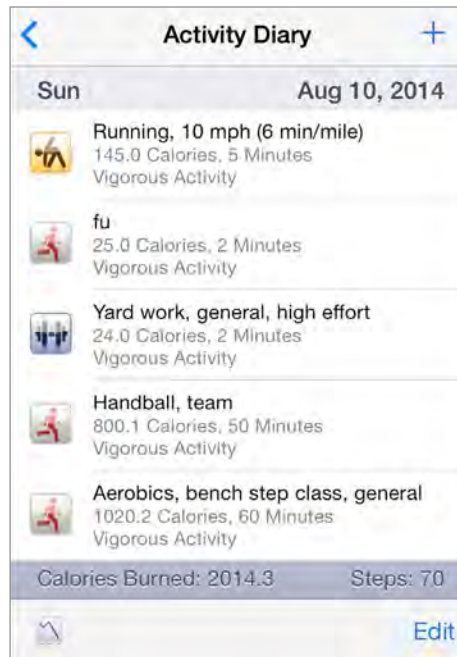 Activity Diary
Sun Aug 10, 2014
Running, 10 mph (6 min/mile)
145.0 Calories, 5 Minutes
Vigorous Activity
fu
25.0 Calories, 2 Minutes
Vigorous Activity
Yard work, general, high effort
24.0 Calories, 2 Minutes
Vigorous Activity
Handball, team
800.1 Calories, 50 Minutes
Vigorous Activity
Aerobics, bench step class, general
1020.2 Calories, 60 Minutes
Vigorous Activity
Calories Burned: 2014.3 Steps: 70
Edit